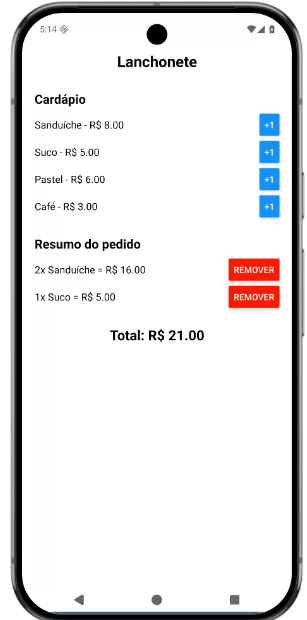 5:14
Lanchonete
Cardápio
Sanduíche - R$ 8.00 +1
Suco - R$ 5.00 +1
Pastel - R$ 6.00 +1
Café - R$ 3.00 +1
Resumo do pedido
2x Sanduíche = R$ 16.00 REMOVER
1x Suco = R$ 5.00 REMOVER
Total: R$ 21.00